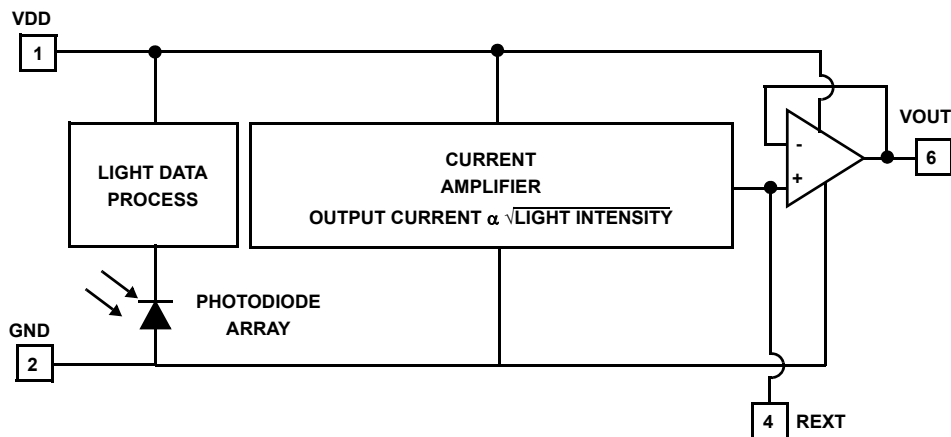 VDD
1
LIGHT DATA
PROCESS
CURRENT
AMPLIFIER
OUTPUT CURRENT α √LIGHT INTENSITY
-
+
VOUT
6
PHOTODIODE
ARRAY
GND
2
4 REXT